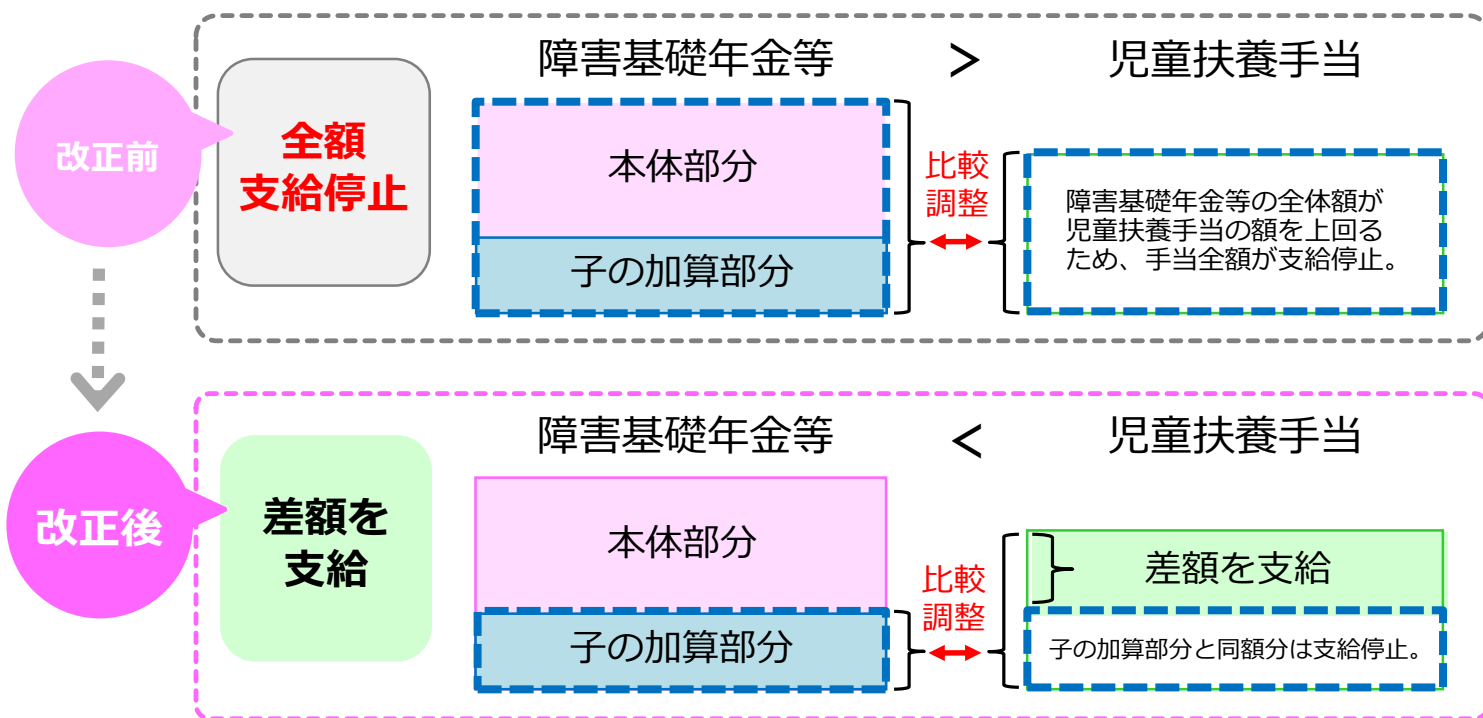 障害基礎年金等 > 児童扶養手当
改正前
全額
支給停止
本体部分
子の加算部分
比較
調整
障害基礎年金等の全体額が
児童扶養手当の額を上回る
ため、手当全額が支給停止。
障害基礎年金等 < 児童扶養手当
改正後
差額を
支給
本体部分
子の加算部分
比較
調整
差額を支給
子の加算部分と同額分は支給停止。